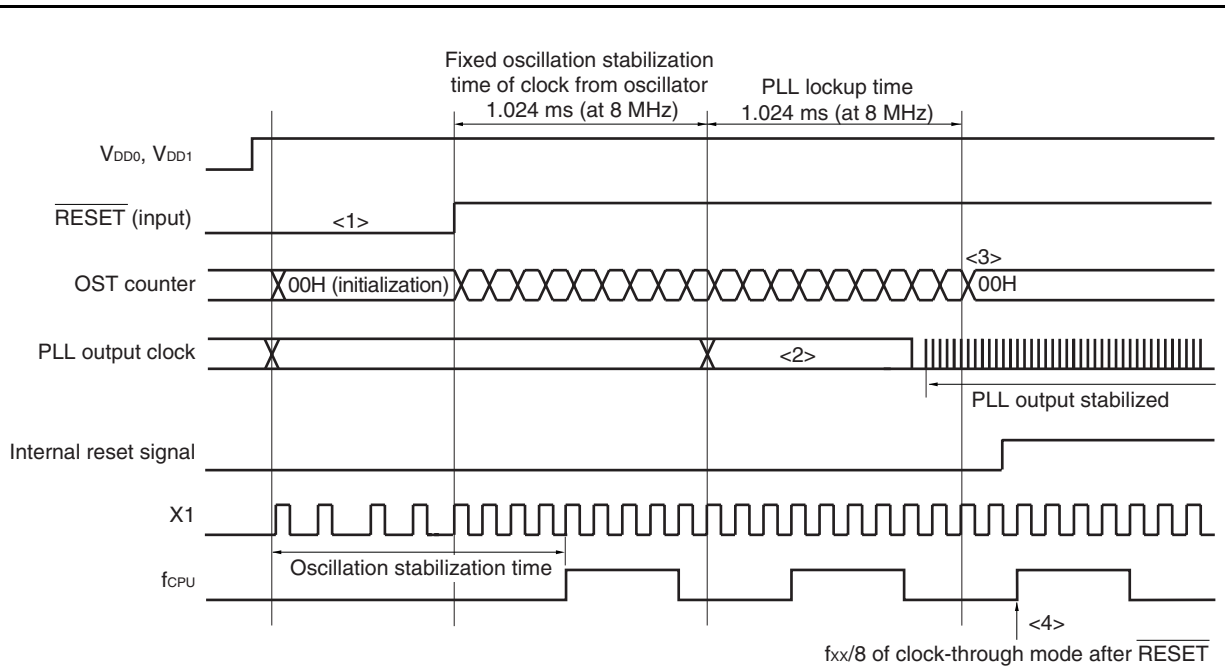 Fixed oscillation stabilization
time of clock from oscillator
1.024 ms (at 8 MHz)
PLL lockup time
1.024 ms (at 8 MHz)
VDD0, VDD1
RESET (input)
<1>
OST counter
00H (initialization)
<3>
00H
PLL output clock
<2>
PLL output stabilized
Internal reset signal
X1
Oscillation stabilization time
fCPU
<4>
fxx/8 of clock-through mode after RESET